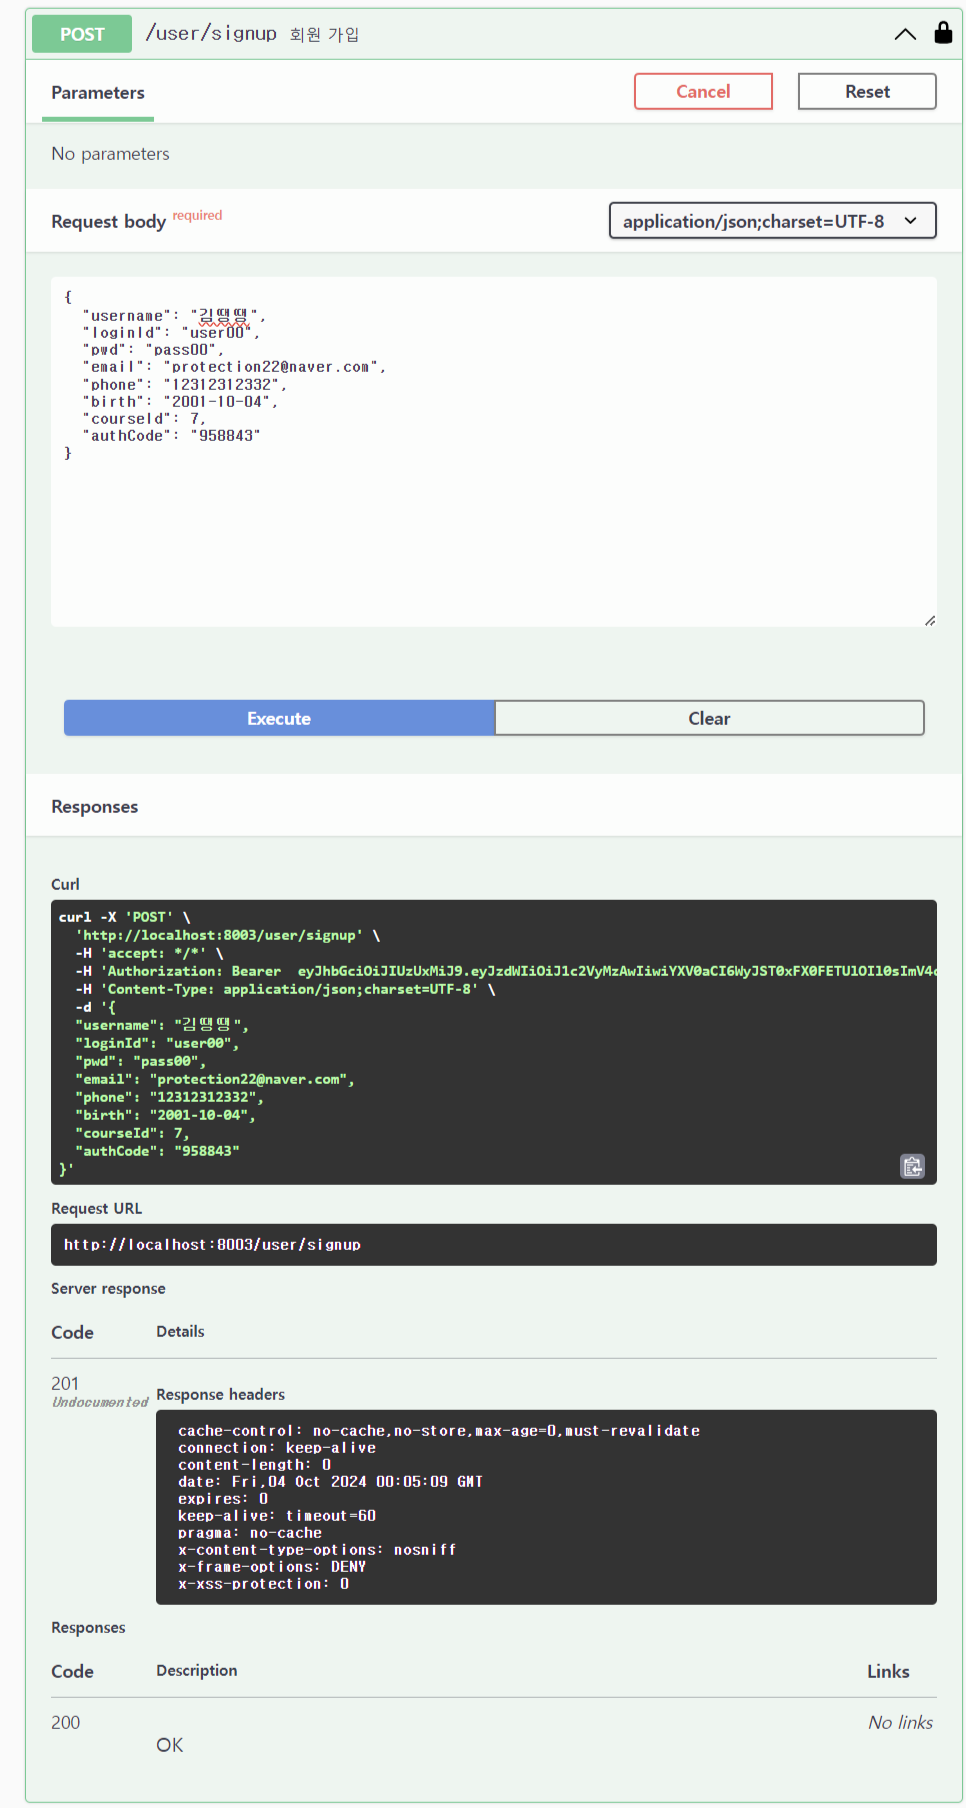 POST /user/signup 회원 가입
Parameters
Cancel
Reset
No parameters
Request body required
application/json;charset=UTF-8
{
  "username": "김땡땡",
  "loginId": "user00",
  "pwd": "pass00",
  "email": "protection22@naver.com",
  "phone": "12312312332",
  "birth": "2001-10-04",
  "courseId": 7,
  "authCode": "958843"
}
Execute
Clear
Responses
Curl
curl -X 'POST' \
  'http://localhost:8003/user/signup' \
  -H 'accept: */*' \
  -H 'Authorization: Bearer  eyJhbGciOiJIUzUxMiJ9.eyJzdWIiOiJ1c2VyMzAwIiwiYXV0aCI6WyJST0xFX0FETUlOIl0sImV4
  -H 'Content-Type: application/json;charset=UTF-8' \
  -d '{
  "username": "김땡땡",
  "loginId": "user00",
  "pwd": "pass00",
  "email": "protection22@naver.com",
  "phone": "12312312332",
  "birth": "2001-10-04",
  "courseId": 7,
  "authCode": "958843"
}'
Request URL
http://localhost:8003/user/signup
Server response
Code Details
201
Undocumented
Response headers
cache-control: no-cache,no-store,max-age=0,must-revalidate
connection: keep-alive
content-length: 0
date: Fri,04 Oct 2024 00:05:09 GMT
expires: 0
keep-alive: timeout=60
pragma: no-cache
x-content-type-options: nosniff
x-frame-options: DENY
x-xss-protection: 0
Responses
Code Description Links
200 No links
OK